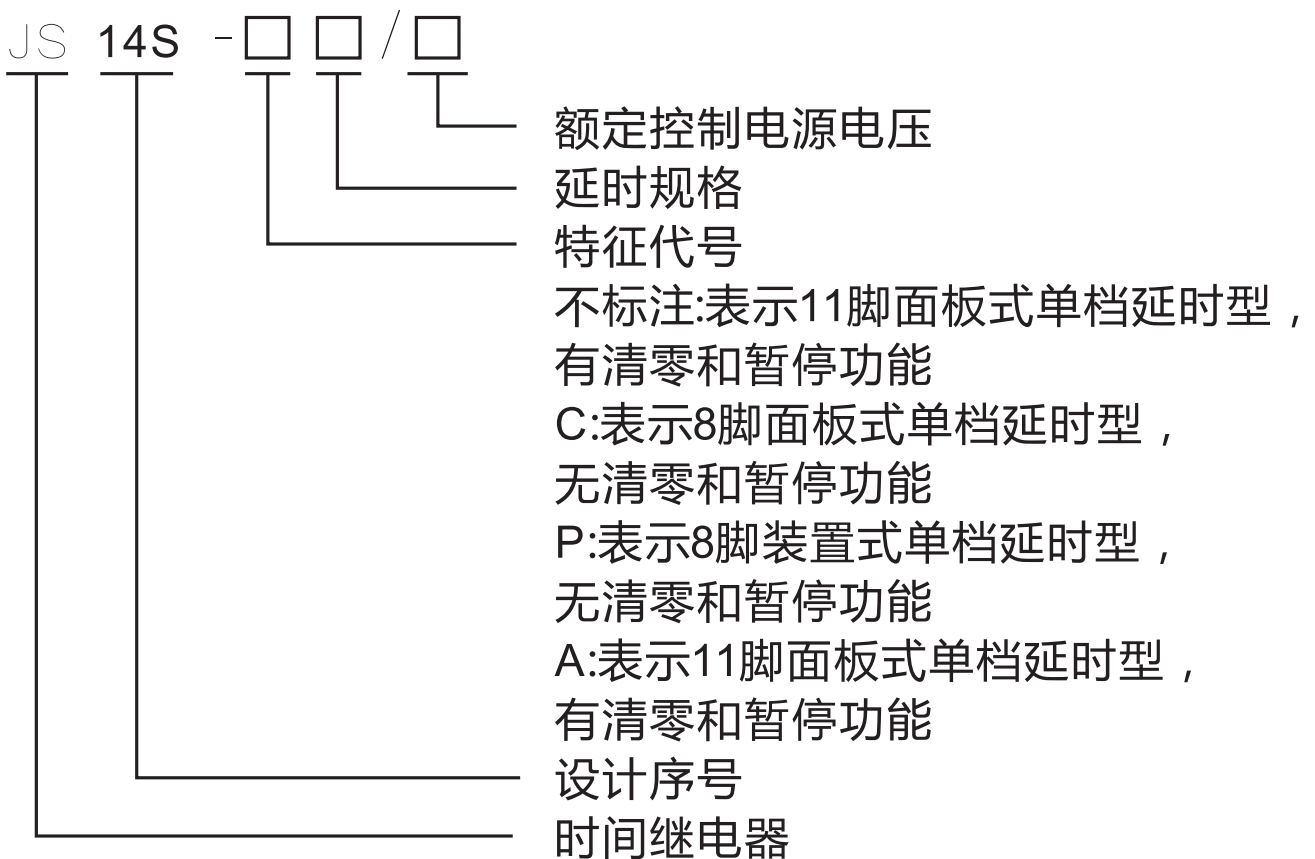 JS 14S -□ □/□
额定控制电源电压
延时规格
特征代号
不标注:表示11脚面板式单档延时型，
有清零和暂停功能
C:表示8脚面板式单档延时型，
无清零和暂停功能
P:表示8脚装置式单档延时型，
无清零和暂停功能
A:表示11脚面板式单档延时型，
有清零和暂停功能
设计序号
时间继电器